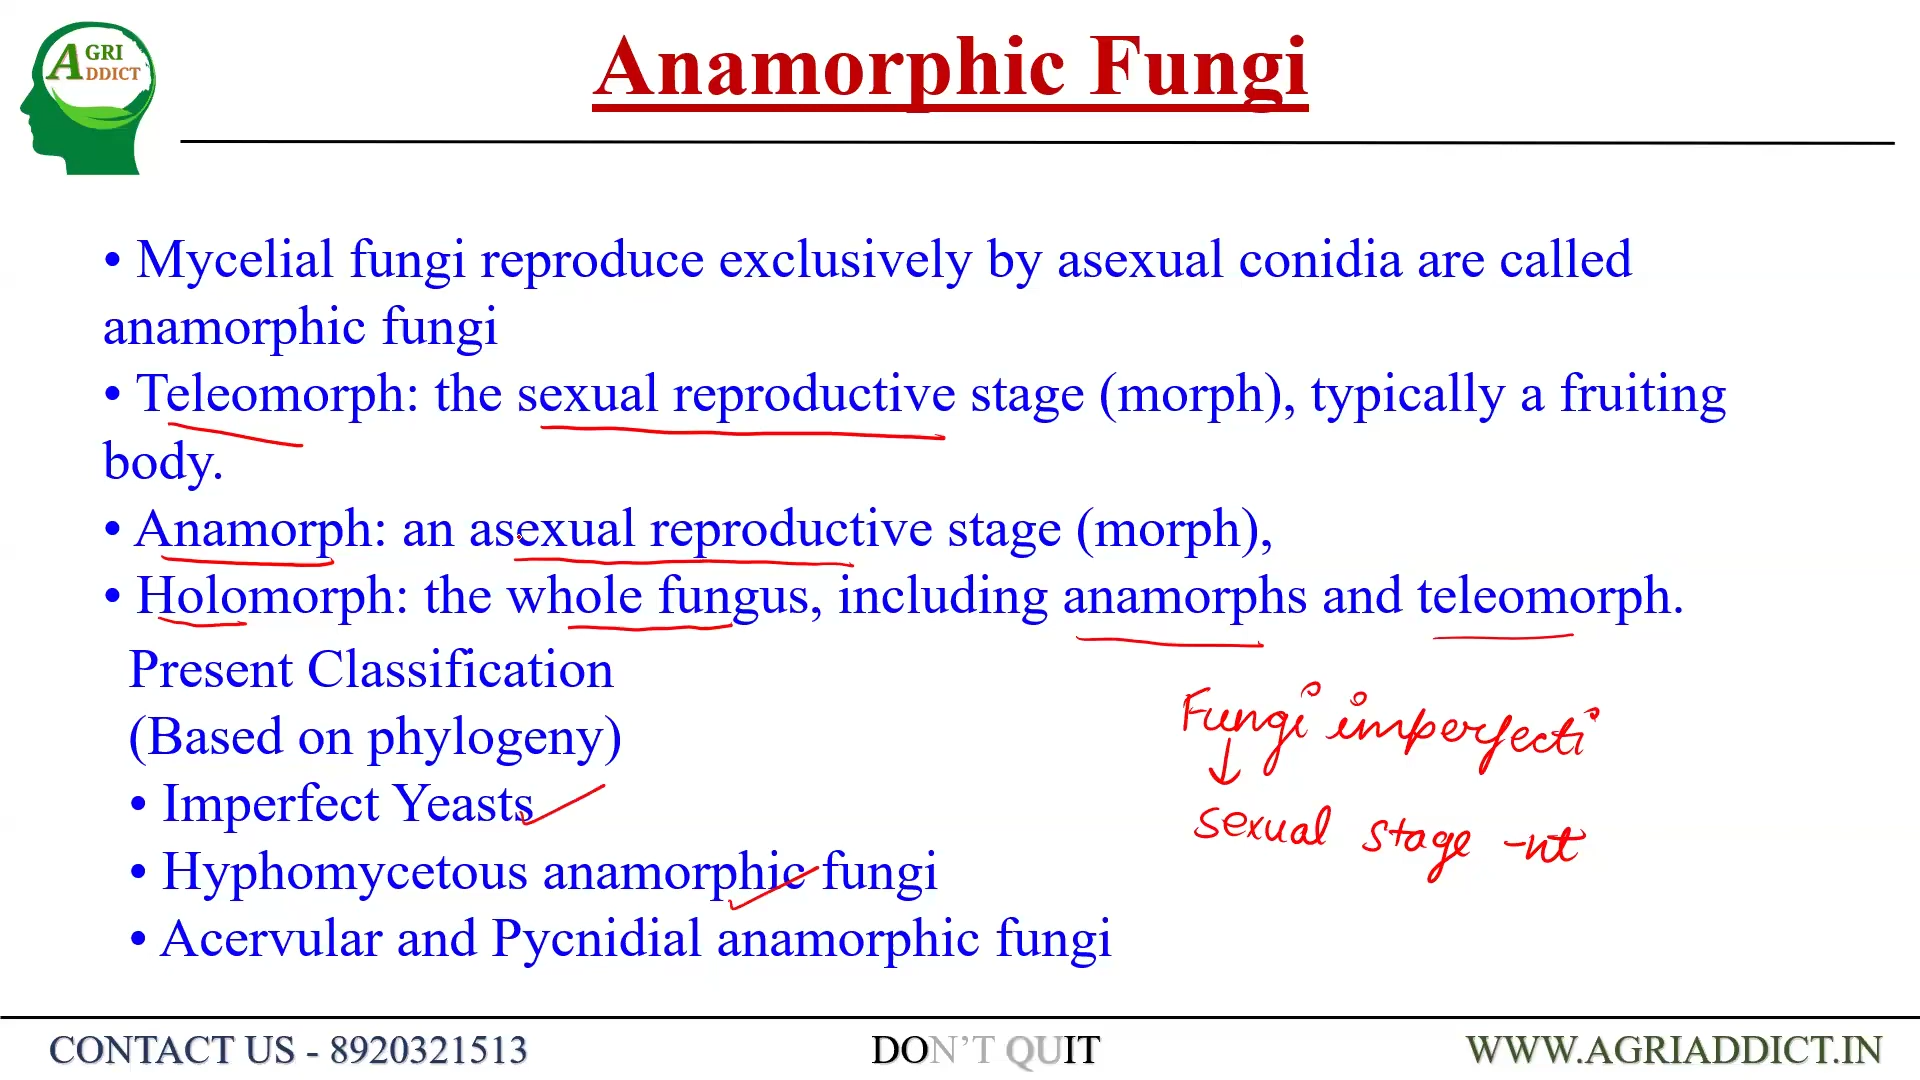 AGRI
ADDICT
Anamorphic Fungi
• Mycelial fungi reproduce exclusively by asexual conidia are called
anamorphic fungi
• Teleomorph: the sexual reproductive stage (morph), typically a fruiting
body.
• Anamorph: an asexual reproductive stage (morph),
• Holomorph: the whole fungus, including anamorphs and teleomorph.
Present Classification
(Based on phylogeny)
• Imperfect Yeasts
• Hyphomycetous anamorphic fungi
• Acervular and Pycnidial anamorphic fungi
Fungi imperfecti
↓
sexual stage -nt
CONTACT US - 8920321513
DON'T QUIT
WWW.AGRIADDICT.IN